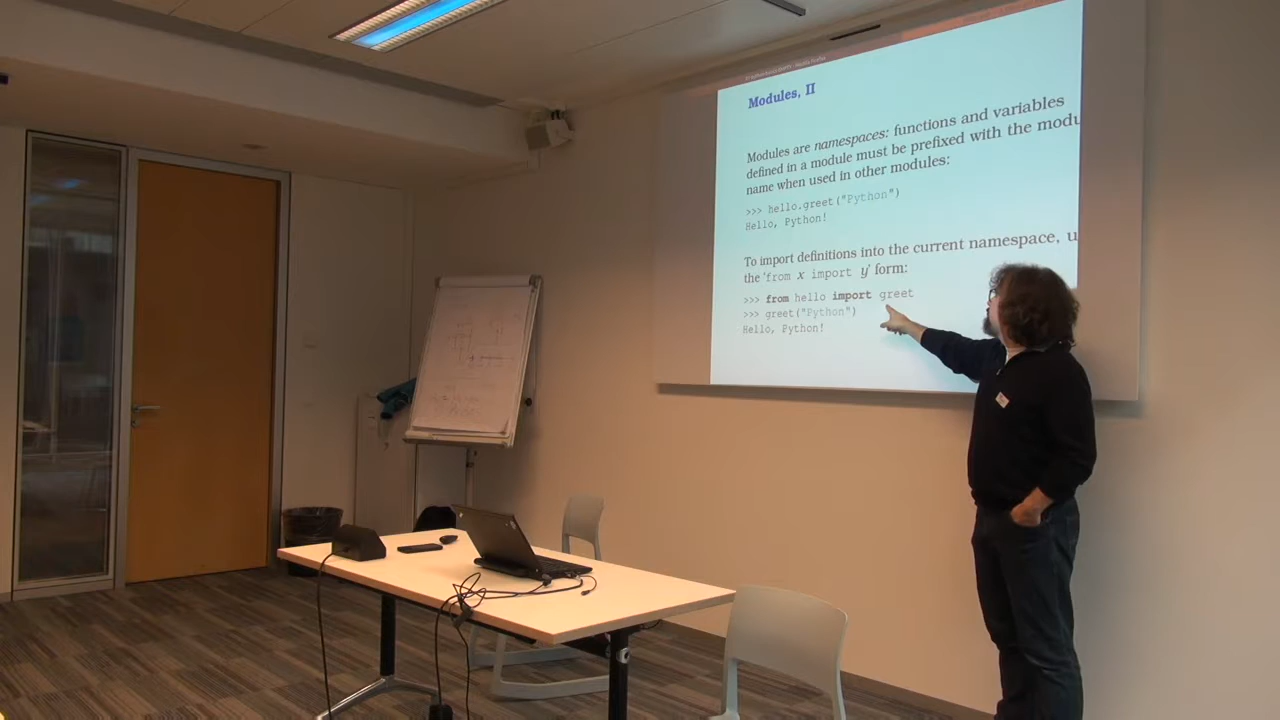 Modules, II
Modules are namespaces: functions and variables
defined in a module must be prefixed with the modu
name when used in other modules:
>>> hello.greet("Python")
Hello, Python!
To import definitions into the current namespace, u
the 'from x import y' form:
>>> from hello import greet
>>> greet("Python")
Hello, Python!